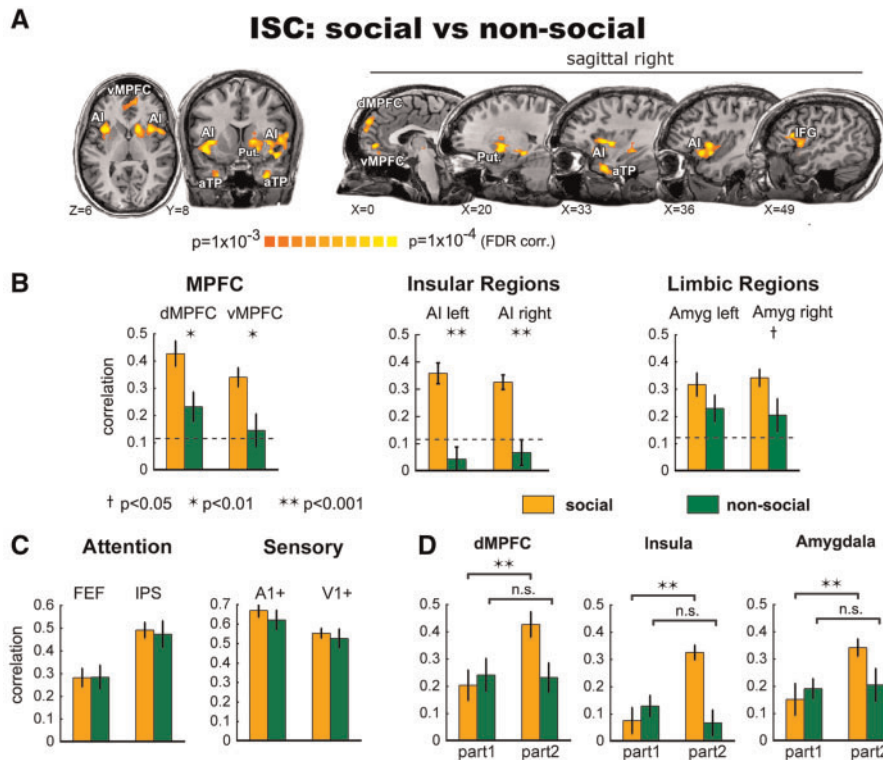 A
ISC: social vs non-social
sagittal right
vMPFC
AI
AI
AI
AI
Put.
aTP
aTP
dMPFC
vMPFC
Put.
AI
aTP
AI
IFG
Z=6
Y=8
X=0
X=20
X=33
X=36
X=49
p=1x10⁻³
p=1x10⁻⁴ (FDR corr.)
B
MPFC
Insular Regions
Limbic Regions
dMPFC
vMPFC
AI left
AI right
Amyg left
Amyg right
*
*
**
**
†
correlation
0.5
0.4
0.3
0.2
0.1
0
0.5
0.4
0.3
0.2
0.1
0
0.5
0.4
0.3
0.2
0.1
0
† p<0.05 * p<0.01 ** p<0.001
social
non-social
C
Attention
Sensory
FEF
IPS
A1+
V1+
correlation
0.6
0.5
0.4
0.3
0.2
0.1
0
0.7
0.6
0.5
0.4
0.3
0.2
0.1
0
D
dMPFC
Insula
Amygdala
**
n.s.
**
n.s.
**
n.s.
0.5
0.4
0.3
0.2
0.1
0
0.5
0.4
0.3
0.2
0.1
0
0.5
0.4
0.3
0.2
0.1
0
part1
part2
part1
part2
part1
part2